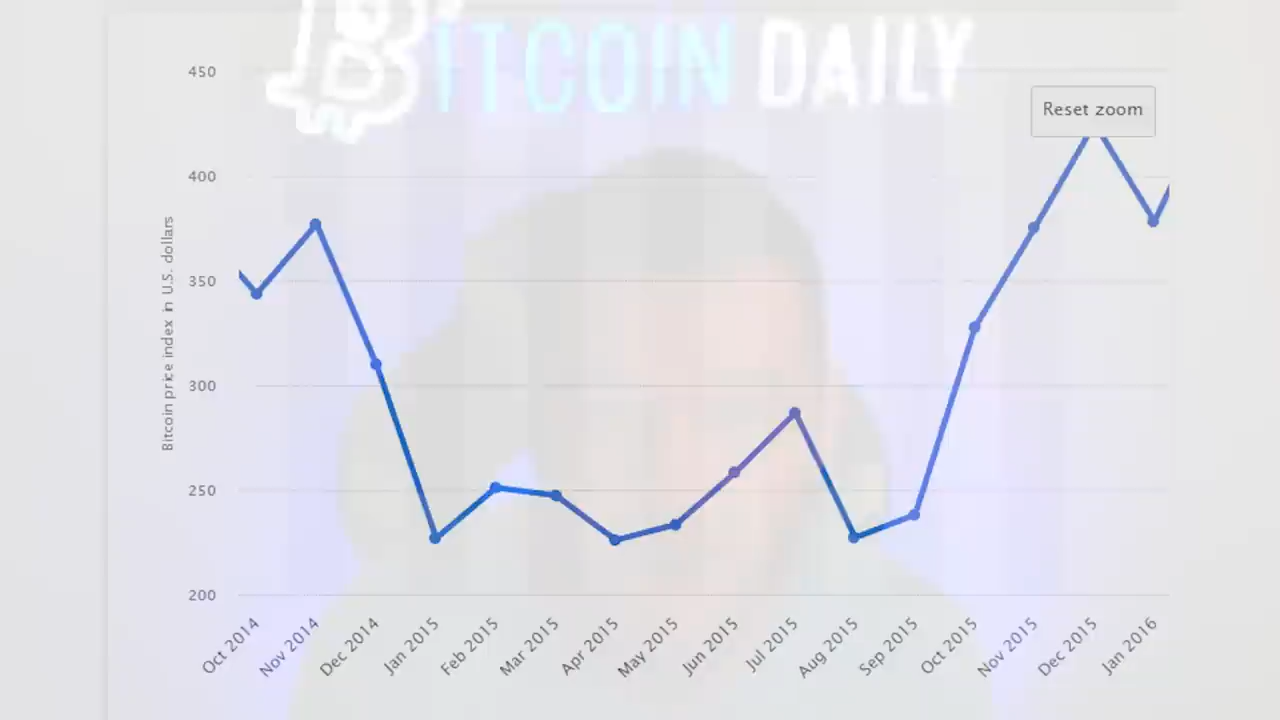 BITCOIN DAILY
450
Reset zoom
400
350
300
250
200
Bitcoin price index in U.S. dollars
Oct 2014
Nov 2014
Dec 2014
Jan 2015
Feb 2015
Mar 2015
Apr 2015
May 2015
Jun 2015
Jul 2015
Aug 2015
Sep 2015
Oct 2015
Nov 2015
Dec 2015
Jan 2016